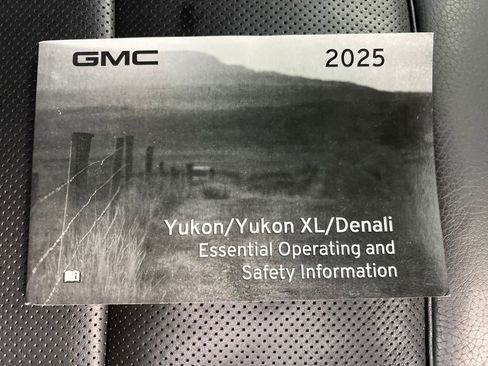 GMC 2025
Yukon/Yukon XL/Denali
Essential Operating and
Safety Information